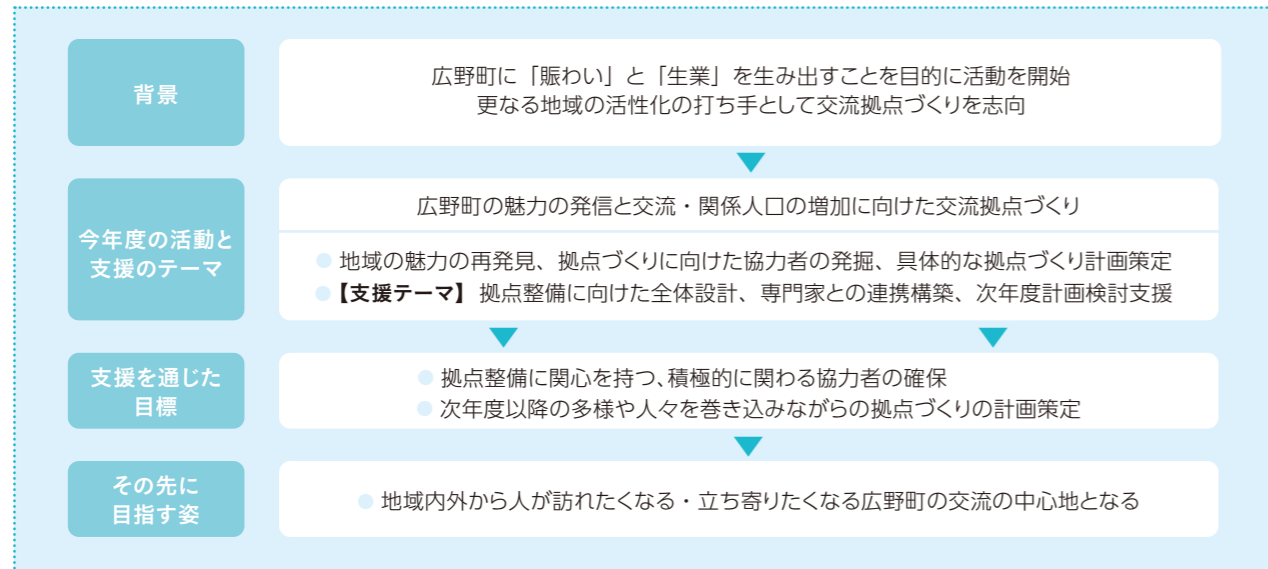 背景
広野町に「賑わい」と「生業」を生み出すことを目的に活動を開始
更なる地域の活性化の打ち手として交流拠点づくりを志向
今年度の活動と
支援のテーマ
広野町の魅力の発信と交流・関係人口の増加に向けた交流拠点づくり
● 地域の魅力の再発見、拠点づくりに向けた協力者の発掘、具体的な拠点づくり計画策定
● 【支援テーマ】 拠点整備に向けた全体設計、専門家との連携構築、次年度計画検討支援
支援を通じた
目標
● 拠点整備に関心を持つ、積極的に関わる協力者の確保
● 次年度以降の多様や人々を巻き込みながらの拠点づくりの計画策定
その先に
目指す姿
● 地域内外から人が訪れたくなる・立ち寄りたくなる広野町の交流の中心地となる